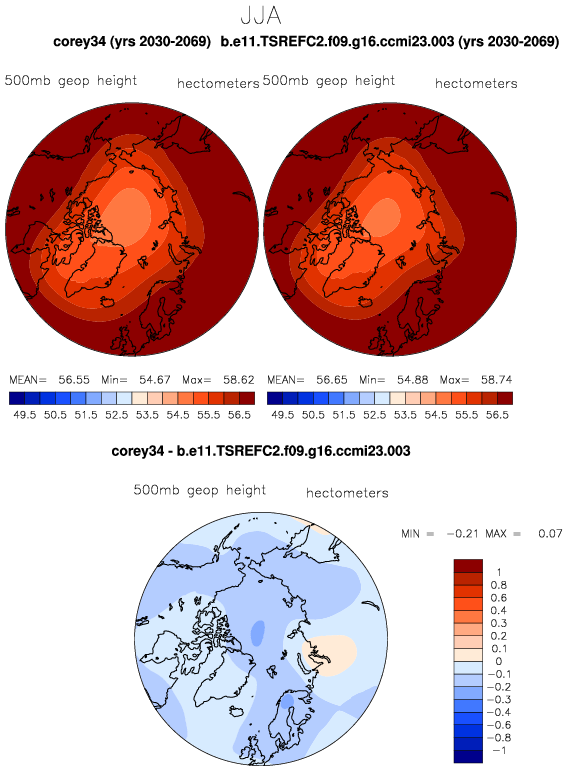 JJA
corey34 (yrs 2030-2069) b.e11.TSREFC2.f09.g16.ccmi23.003 (yrs 2030-2069)
500mb geop height hectometers 500mb geop height hectometers
MEAN= 56.55 Min= 54.67 Max= 58.62 MEAN= 56.65 Min= 54.88 Max= 58.74
49.5 50.5 51.5 52.5 53.5 54.5 55.5 56.5 49.5 50.5 51.5 52.5 53.5 54.5 55.5 56.5
corey34 - b.e11.TSREFC2.f09.g16.ccmi23.003
500mb geop height hectometers
MIN = -0.21 MAX = 0.07
1
0.8
0.6
0.4
0.3
0.2
0.1
0
-0.1
-0.2
-0.3
-0.4
-0.6
-0.8
-1